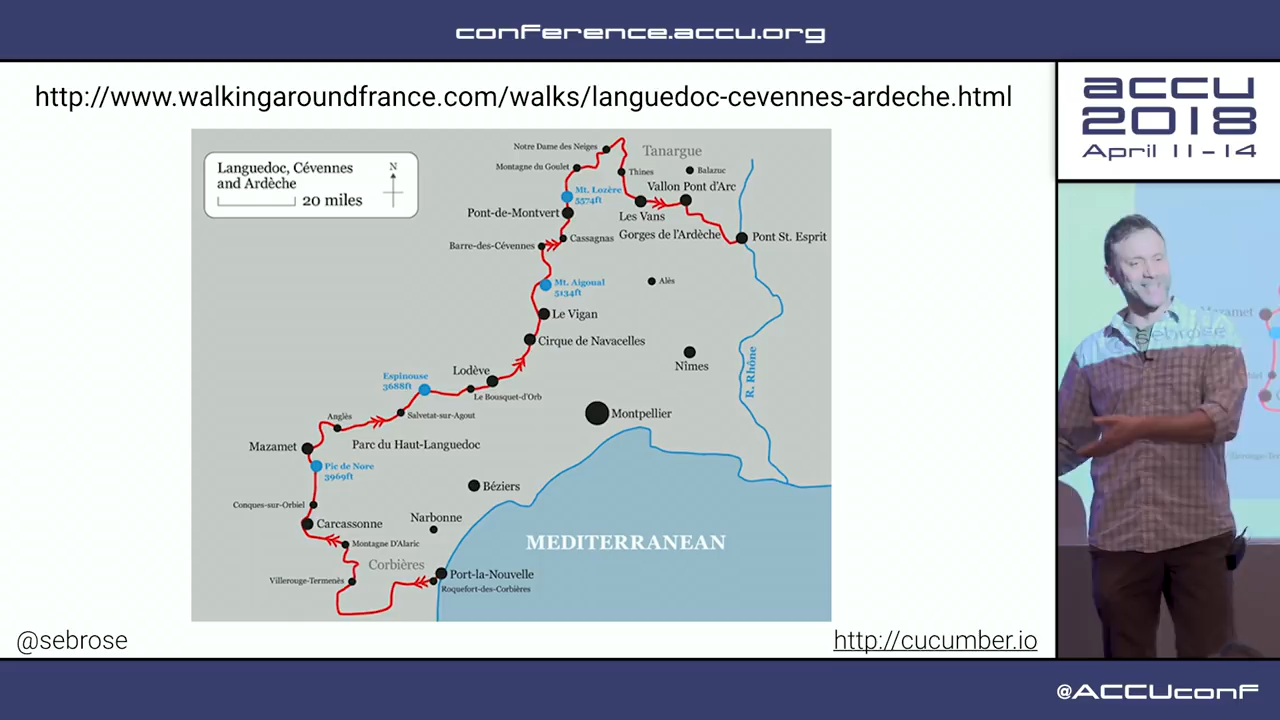 conference.accu.org
http://www.walkingaroundfrance.com/walks/languedoc-cevennes-ardeche.html
accu
2018
April 11-14
Languedoc, Cévennes
and Ardèche
N
20 miles
Notre Dame des Neiges
Tanargue
Montagne du Goulet
Thines
Balazuc
Mt. Lozère
5574ft
Vallon Pont d'Arc
Pont-de-Montvert
Les Vans
Barre-des-Cévennes
Cassagnas
Gorges de l'Ardèche
Pont St. Esprit
Mt. Aigoual
5134ft
Alès
Le Vigan
Cirque de Navacelles
Nîmes
R. Rhône
Lodève
Espinouse
3688ft
Le Bousquet-d'Orb
Anglès
Salvetat-sur-Agout
Montpellier
Mazamet
Parc du Haut-Languedoc
Pic de Nore
3969ft
Béziers
Conques-sur-Orbiel
Carcassonne
Narbonne
Montagne D'Alaric
MEDITERRANEAN
Corbières
Villerouge-Termenès
Port-la-Nouvelle
Roquefort-des-Corbières
Mazamet
@sebrose
@sebrose
http://cucumber.io
@ACCUconf